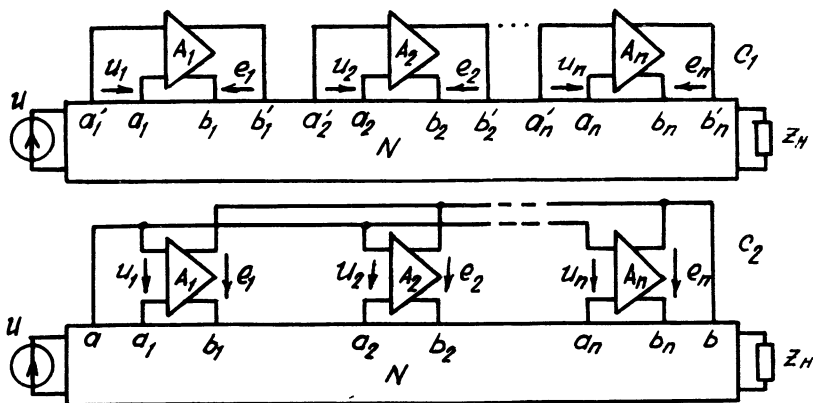 A₁ A₂ ... Aₙ C₁
u₁ e₁ u₂ e₂ uₙ eₙ
u
a₁′ a₁ b₁ b₁′ a₂′ a₂ b₂ b₂′ aₙ′ aₙ bₙ bₙ′
N zн
C₂
u₁ A₁ e₁ u₂ A₂ e₂ uₙ Aₙ eₙ
u
a a₁ b₁ a₂ b₂ aₙ bₙ b
N zн